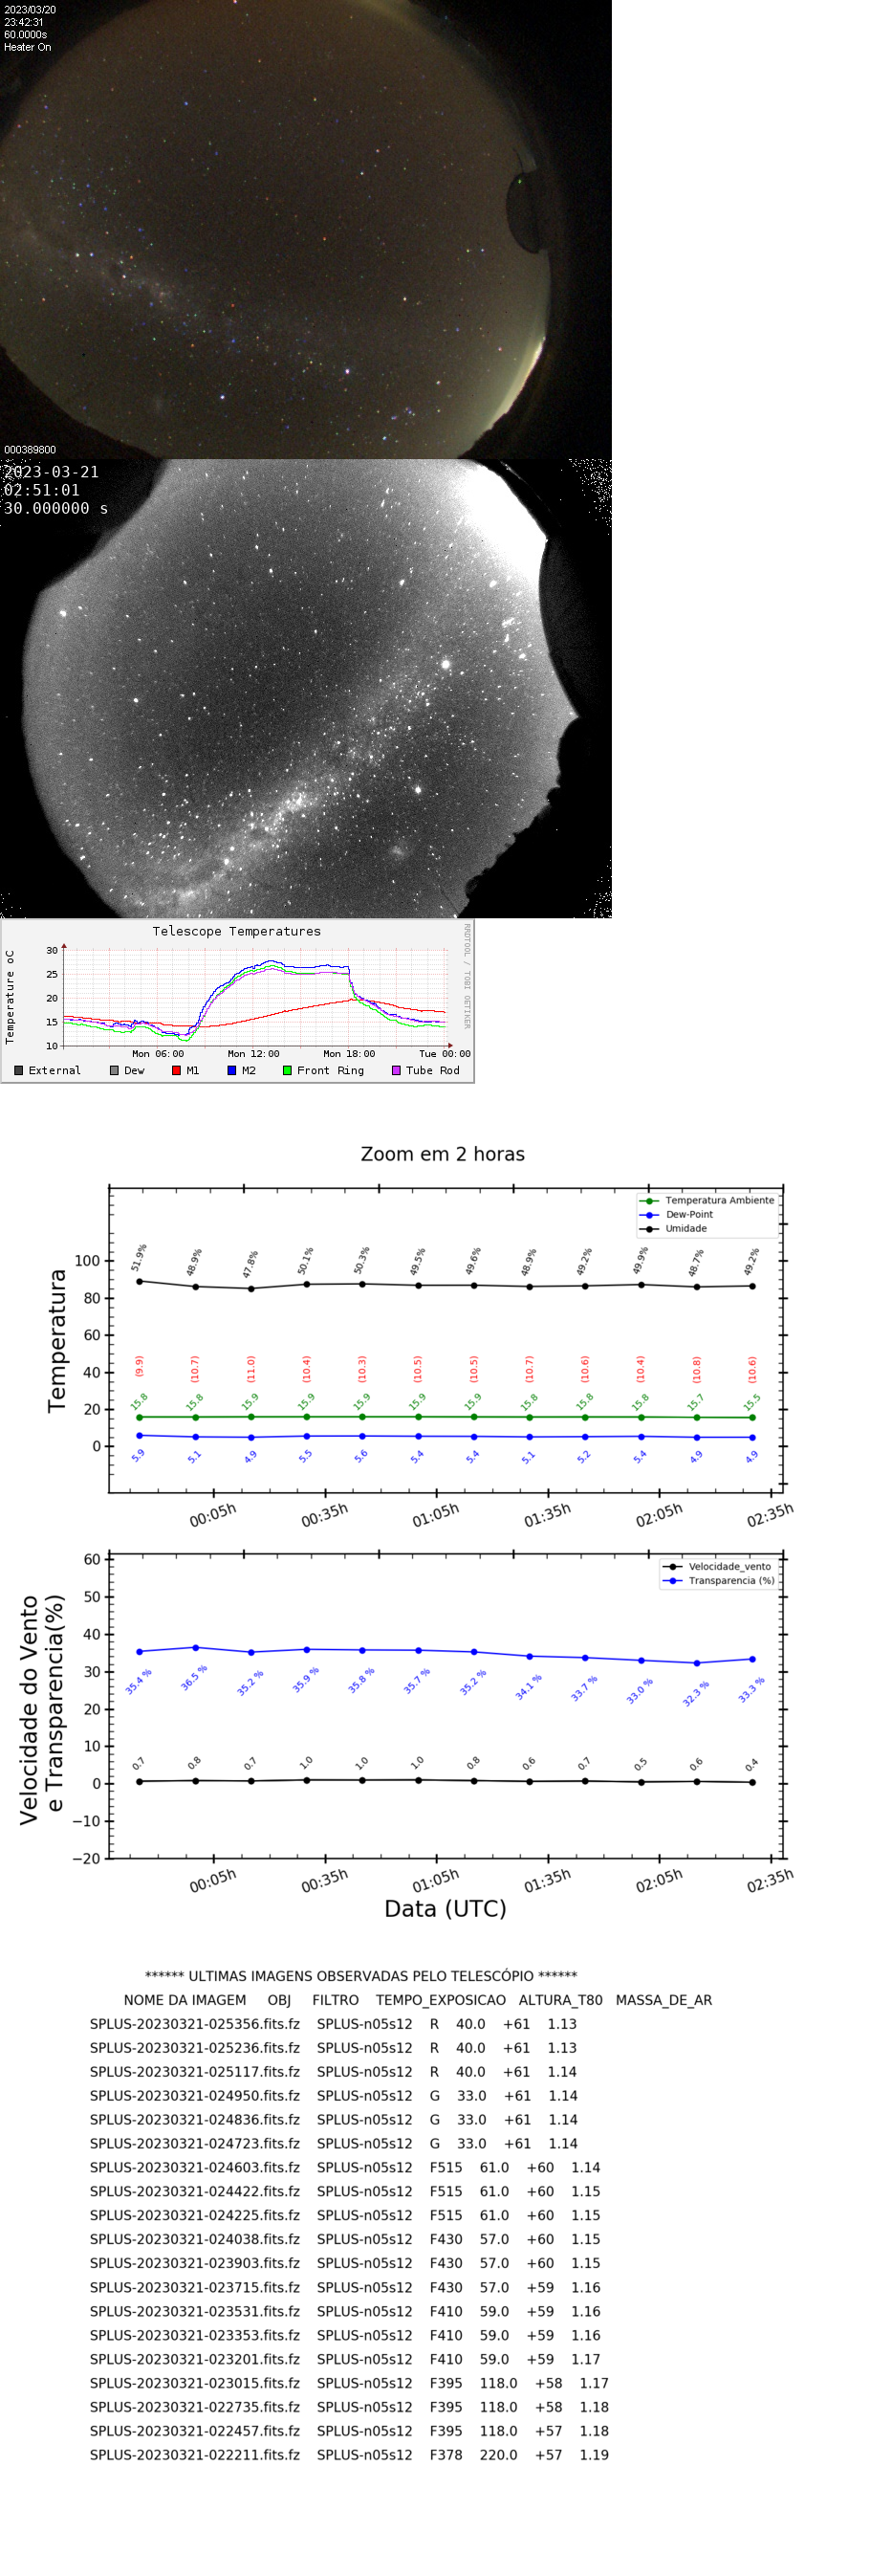 2023/03/20
23:42:31
60.0000s
Heater On
000389800
2023-03-21
02:51:01
30.000000 s
Telescope Temperatures
RRDTOOL / TOBI OETIKER
Temperature oC
30
25
20
15
10
Mon 06:00 Mon 12:00 Mon 18:00 Tue 00:00
External Dew M1 M2 Front Ring Tube Rod
Zoom em 2 horas
Temperatura Ambiente
Dew-Point
Umidade
Temperatura
100
80
60
40
20
0
51.9% 48.9% 47.8% 50.1% 50.3% 49.5% 49.6% 48.9% 49.2% 49.9% 48.7% 49.2%
(9.9) (10.7) (11.0) (10.4) (10.3) (10.5) (10.5) (10.7) (10.6) (10.4) (10.8) (10.6)
15.8 15.8 15.9 15.9 15.9 15.9 15.9 15.8 15.8 15.8 15.7 15.5
5.9 5.1 4.9 5.5 5.6 5.4 5.4 5.1 5.2 5.4 4.9 4.9
00:05h 00:35h 01:05h 01:35h 02:05h 02:35h
Velocidade_vento
Transparencia (%)
Velocidade do Vento
e Transparencia(%)
60
50
40
30
20
10
0
−10
−20
35.4 % 36.5 % 35.2 % 35.9 % 35.8 % 35.7 % 35.2 % 34.1 % 33.7 % 33.0 % 32.3 % 33.3 %
0.7 0.8 0.7 1.0 1.0 1.0 0.8 0.6 0.7 0.5 0.6 0.4
00:05h 00:35h 01:05h 01:35h 02:05h 02:35h
Data (UTC)
****** ULTIMAS IMAGENS OBSERVADAS PELO TELESCÓPIO ******
NOME DA IMAGEM OBJ FILTRO TEMPO_EXPOSICAO ALTURA_T80 MASSA_DE_AR
SPLUS-20230321-025356.fits.fz SPLUS-n05s12 R 40.0 +61 1.13
SPLUS-20230321-025236.fits.fz SPLUS-n05s12 R 40.0 +61 1.13
SPLUS-20230321-025117.fits.fz SPLUS-n05s12 R 40.0 +61 1.14
SPLUS-20230321-024950.fits.fz SPLUS-n05s12 G 33.0 +61 1.14
SPLUS-20230321-024836.fits.fz SPLUS-n05s12 G 33.0 +61 1.14
SPLUS-20230321-024723.fits.fz SPLUS-n05s12 G 33.0 +61 1.14
SPLUS-20230321-024603.fits.fz SPLUS-n05s12 F515 61.0 +60 1.14
SPLUS-20230321-024422.fits.fz SPLUS-n05s12 F515 61.0 +60 1.15
SPLUS-20230321-024225.fits.fz SPLUS-n05s12 F515 61.0 +60 1.15
SPLUS-20230321-024038.fits.fz SPLUS-n05s12 F430 57.0 +60 1.15
SPLUS-20230321-023903.fits.fz SPLUS-n05s12 F430 57.0 +60 1.15
SPLUS-20230321-023715.fits.fz SPLUS-n05s12 F430 57.0 +59 1.16
SPLUS-20230321-023531.fits.fz SPLUS-n05s12 F410 59.0 +59 1.16
SPLUS-20230321-023353.fits.fz SPLUS-n05s12 F410 59.0 +59 1.16
SPLUS-20230321-023201.fits.fz SPLUS-n05s12 F410 59.0 +59 1.17
SPLUS-20230321-023015.fits.fz SPLUS-n05s12 F395 118.0 +58 1.17
SPLUS-20230321-022735.fits.fz SPLUS-n05s12 F395 118.0 +58 1.18
SPLUS-20230321-022457.fits.fz SPLUS-n05s12 F395 118.0 +57 1.18
SPLUS-20230321-022211.fits.fz SPLUS-n05s12 F378 220.0 +57 1.19